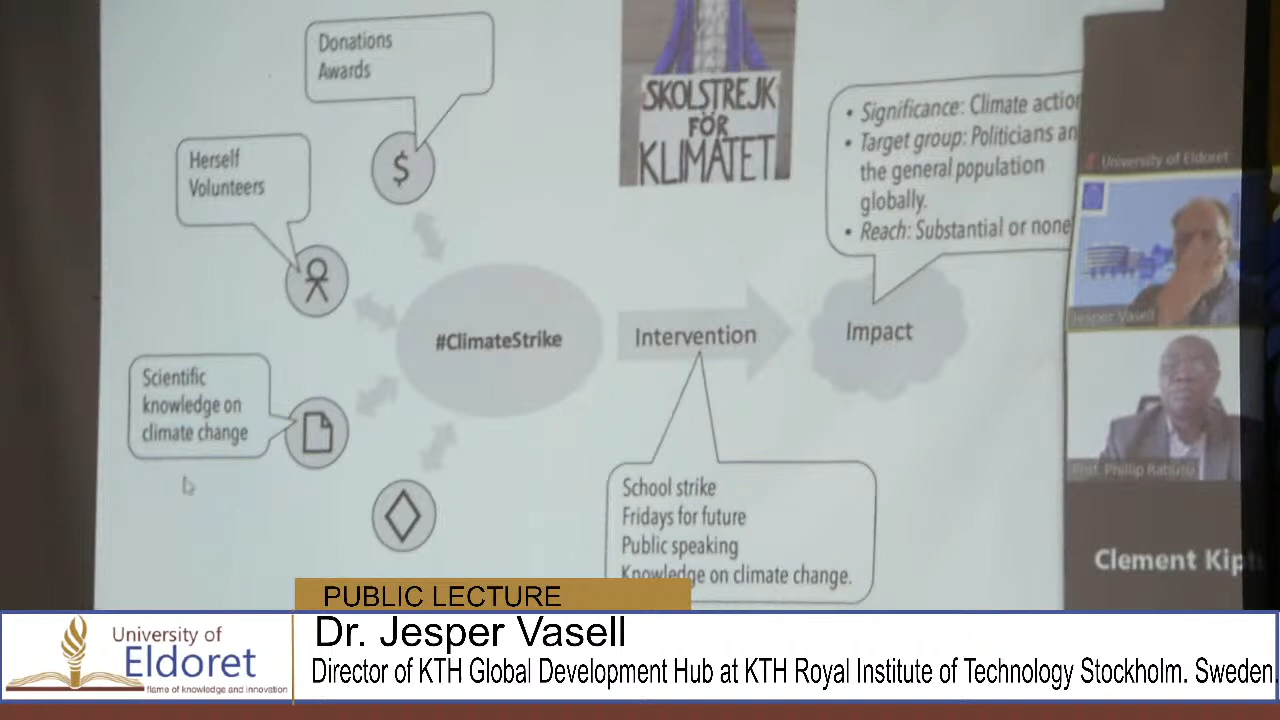 Donations
Awards
Herself
Volunteers
$
Scientific
knowledge on
climate change
#ClimateStrike
SKOLSTREJK
FÖR
KLIMATET
Intervention
Impact
• Significance: Climate action
• Target group: Politicians an
the general population
globally.
• Reach: Substantial or none
School strike
Fridays for future
Public speaking
Knowledge on climate change.
University of Eldoret
Jesper Vasell
Prof. Phillip
Clement Kipt
PUBLIC LECTURE
Dr. Jesper Vasell
Director of KTH Global Development Hub at KTH Royal Institute of Technology Stockholm. Sweden.
University of
Eldoret
flame of knowledge and innovation